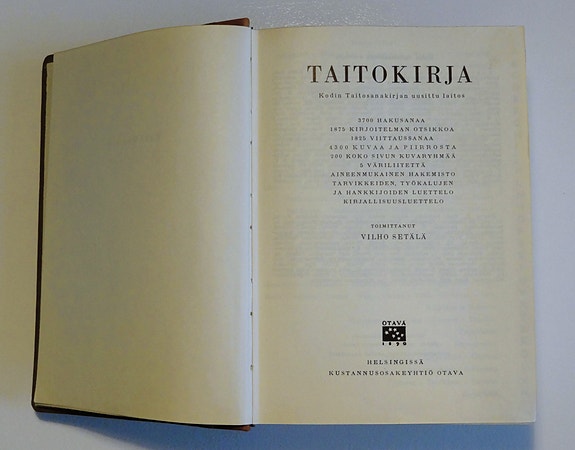 TAITOKIRJA
Kodin Taitosanakirjan uusittu laitos
3700 HAKUSANAA
1875 KIRJOITELMAN OTSIKKOA
1825 VIITTAUSSANAA
4300 KUVAA JA PIIRROSTA
200 KOKO SIVUN KUVARYHMÄÄ
5 VÄRILIITETTÄ
AINEENMUKAINEN HAKEMISTO
TARVIKKEIDEN, TYÖKALUJEN
JA HANKKIJOIDEN LUETTELO
KIRJALLISUUSLUETTELO
TOIMITTANUT
VILHO SETÄLÄ
OTAVA
1890
HELSINGISSÄ
KUSTANNUSOSAKEYHTIÖ OTAVA